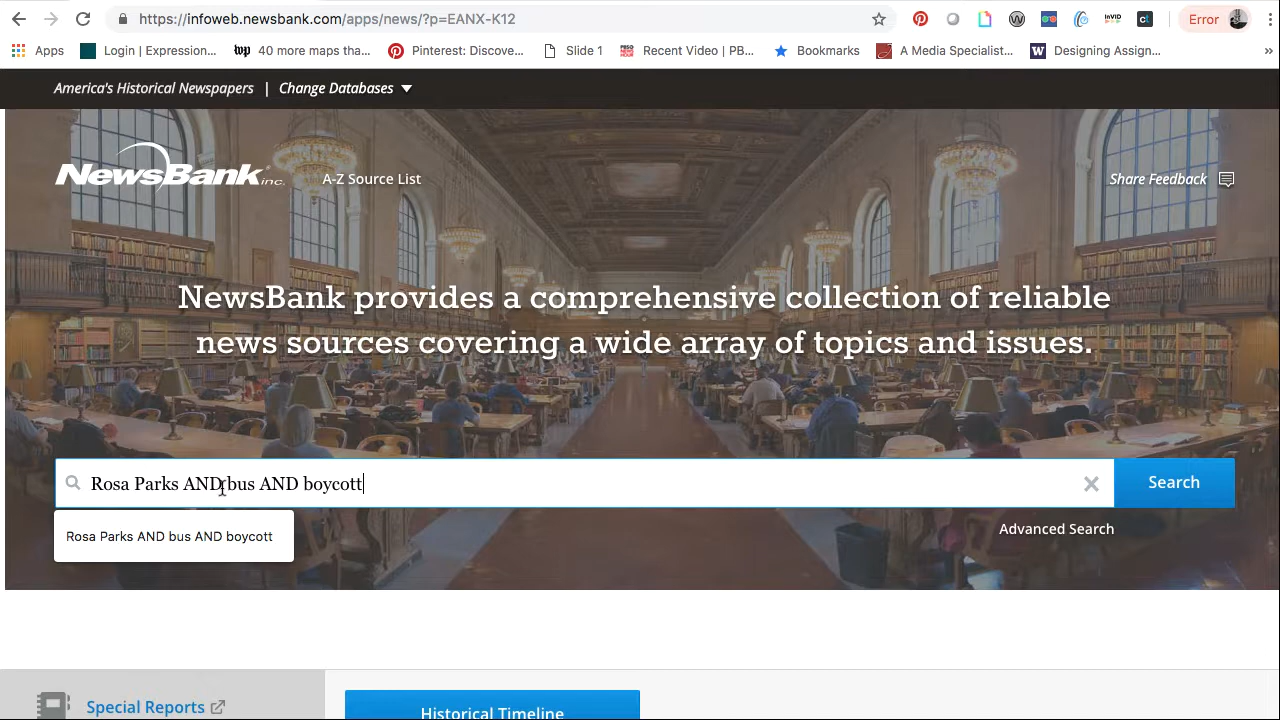 https://infoweb.newsbank.com/apps/news/?p=EANX-K12
Error
Apps
Login | Expression...
40 more maps tha...
Pinterest: Discove...
Slide 1
Recent Video | PB...
Bookmarks
A Media Specialist...
Designing Assign...
»
America's Historical Newspapers | Change Databases
NewsBank inc.
A-Z Source List
Share Feedback
NewsBank provides a comprehensive collection of reliable
news sources covering a wide array of topics and issues.
Rosa Parks AND bus AND boycott
Search
Rosa Parks AND bus AND boycott
Advanced Search
Special Reports
Historical Timeline